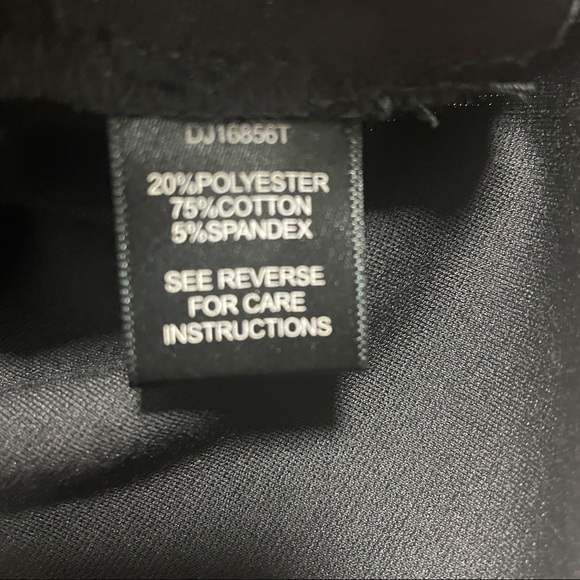 DJ16856T
20%POLYESTER
75%COTTON
5%SPANDEX
SEE REVERSE
FOR CARE
INSTRUCTIONS